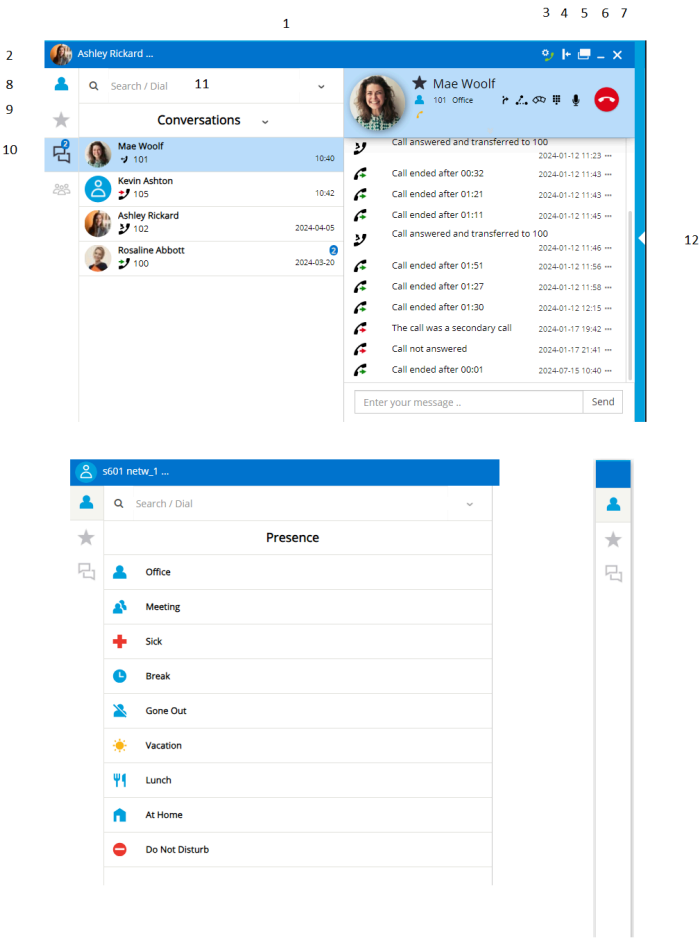 1
3 4 5 6 7
2
Ashley Rickard ...
8
Search / Dial
11
Mae Woolf
101 Office
9
Conversations
10
2
Mae Woolf
101
10:40
Kevin Ashton
105
10:42
Ashley Rickard
102
2024-04-05
Rosaline Abbott
2
100
2024-03-20
Call answered and transferred to 100
2024-01-12 11:23 ···
Call ended after 00:32
2024-01-12 11:43 ···
Call ended after 01:21
2024-01-12 11:43 ···
Call ended after 01:11
2024-01-12 11:45 ···
Call answered and transferred to 100
2024-01-12 11:46 ···
Call ended after 01:51
2024-01-12 11:56 ···
Call ended after 01:27
2024-01-12 11:58 ···
Call ended after 01:30
2024-01-12 12:15 ···
The call was a secondary call
2024-01-17 19:42 ···
Call not answered
2024-01-17 21:41 ···
Call ended after 00:01
2024-07-15 10:40 ···
Enter your message ..
Send
12
s601 netw_1 ...
Search / Dial
Presence
Office
Meeting
Sick
Break
Gone Out
Vacation
Lunch
At Home
Do Not Disturb